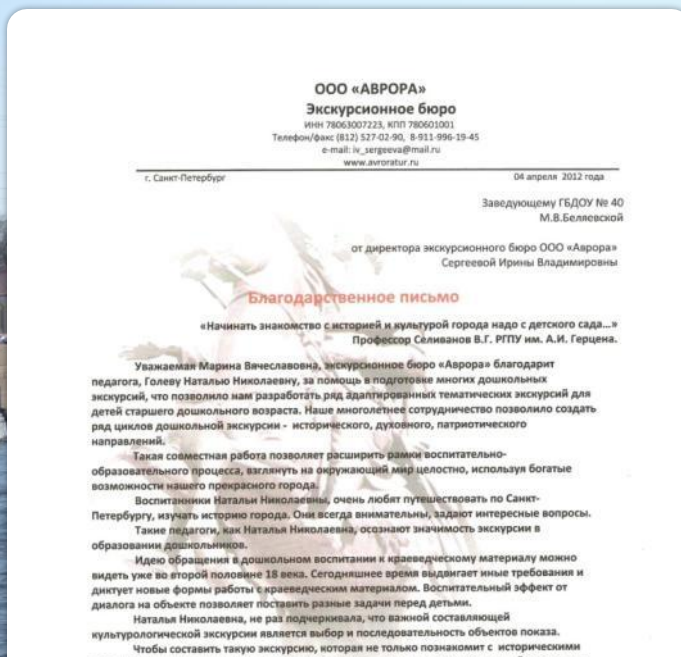 ООО «АВРОРА»
Экскурсионное бюро
ИНН 78063007223, КПП 780601001
Телефон/факс (812) 527-02-90, 8-911-996-19-45
e-mail: iv_sergeeva@mail.ru
www.avroratur.ru
г. Санкт-Петербург 04 апреля 2012 года
Заведующему ГБДОУ № 40
М.В.Беляевской
от директора экскурсионного бюро ООО «Аврора»
Сергеевой Ирины Владимировны
Благодарственное письмо
«Начинать знакомство с историей и культурой города надо с детского сада...»
Профессор Селиванов В.Г. РГПУ им. А.И. Герцена.
Уважаемая Марина Вячеславовна, экскурсионное бюро «Аврора» благодарит
педагога, Голеву Наталью Николаевну, за помощь в подготовке многих дошкольных
экскурсий, что позволило нам разработать ряд адаптированных тематических экскурсий для
детей старшего дошкольного возраста. Наше многолетнее сотрудничество позволило создать
ряд циклов дошкольной экскурсии - исторического, духовного, патриотического
направлений.
Такая совместная работа позволяет расширить рамки воспитательно-
образовательного процесса, взглянуть на окружающий мир целостно, используя богатые
возможности нашего прекрасного города.
Воспитанники Натальи Николаевны, очень любят путешествовать по Санкт-
Петербургу, изучать историю города. Они всегда внимательны, задают интересные вопросы.
Такие педагоги, как Наталья Николаевна, осознают значимость экскурсии в
образовании дошкольников.
Идею обращения в дошкольном воспитании к краеведческому материалу можно
видеть уже во второй половине 18 века. Сегодняшнее время выдвигает иные требования и
диктует новые формы работы с краеведческим материалом. Воспитательный эффект от
диалога на объекте позволяет поставить разные задачи перед детьми.
Наталья Николаевна, не раз подчеркивала, что важной составляющей
культурологической экскурсии является выбор и последовательность объектов показа.
Чтобы составить такую экскурсию, которая не только познакомит с историческими